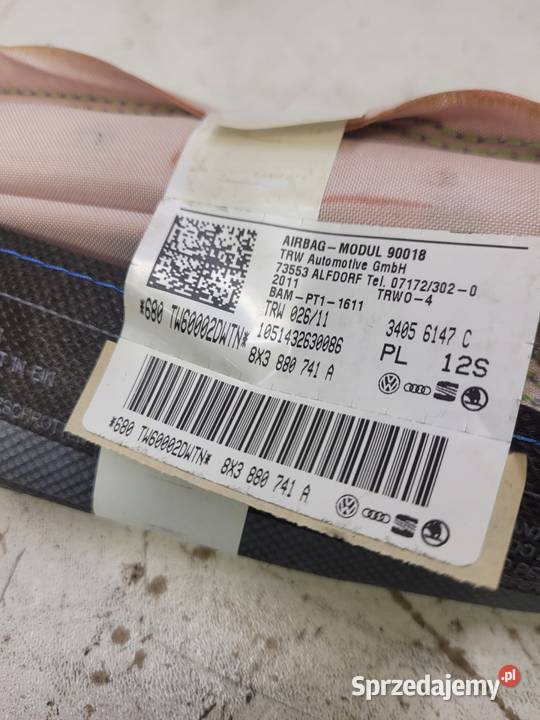 AIRBAG-MODUL 90018
TRW Automotive GmbH
73553 ALFDORF Tel. 07172/302-0
2011 TRWO-4
BAM-PT1-1611
TRW 026/11
1051432630086
*680 TW60002DWTN*
8X3 880 741 A
3405 6147 C
PL 12S
*680 TW60002DWTN* 8X3 880 741 A
Sprzedajemy.pl